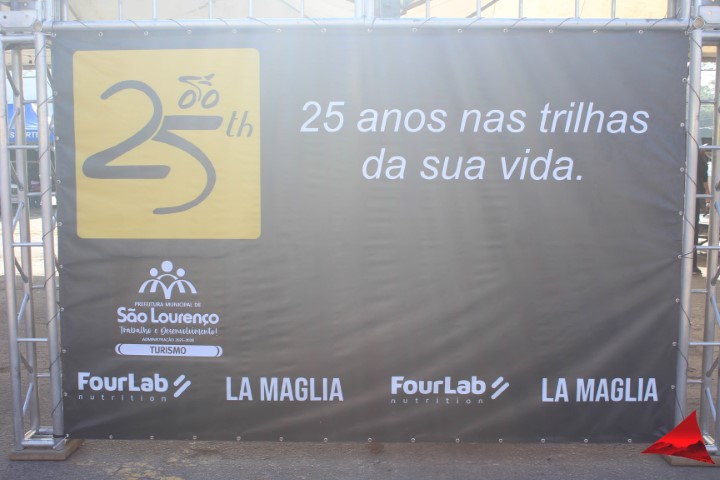 25th
25 anos nas trilhas
da sua vida.
PREFEITURA MUNICIPAL DE
São Lourenço
Trabalho e Desenvolvimento!
TURISMO
FourLab
nutrition
LA MAGLIA
FourLab
nutrition
LA MAGLIA